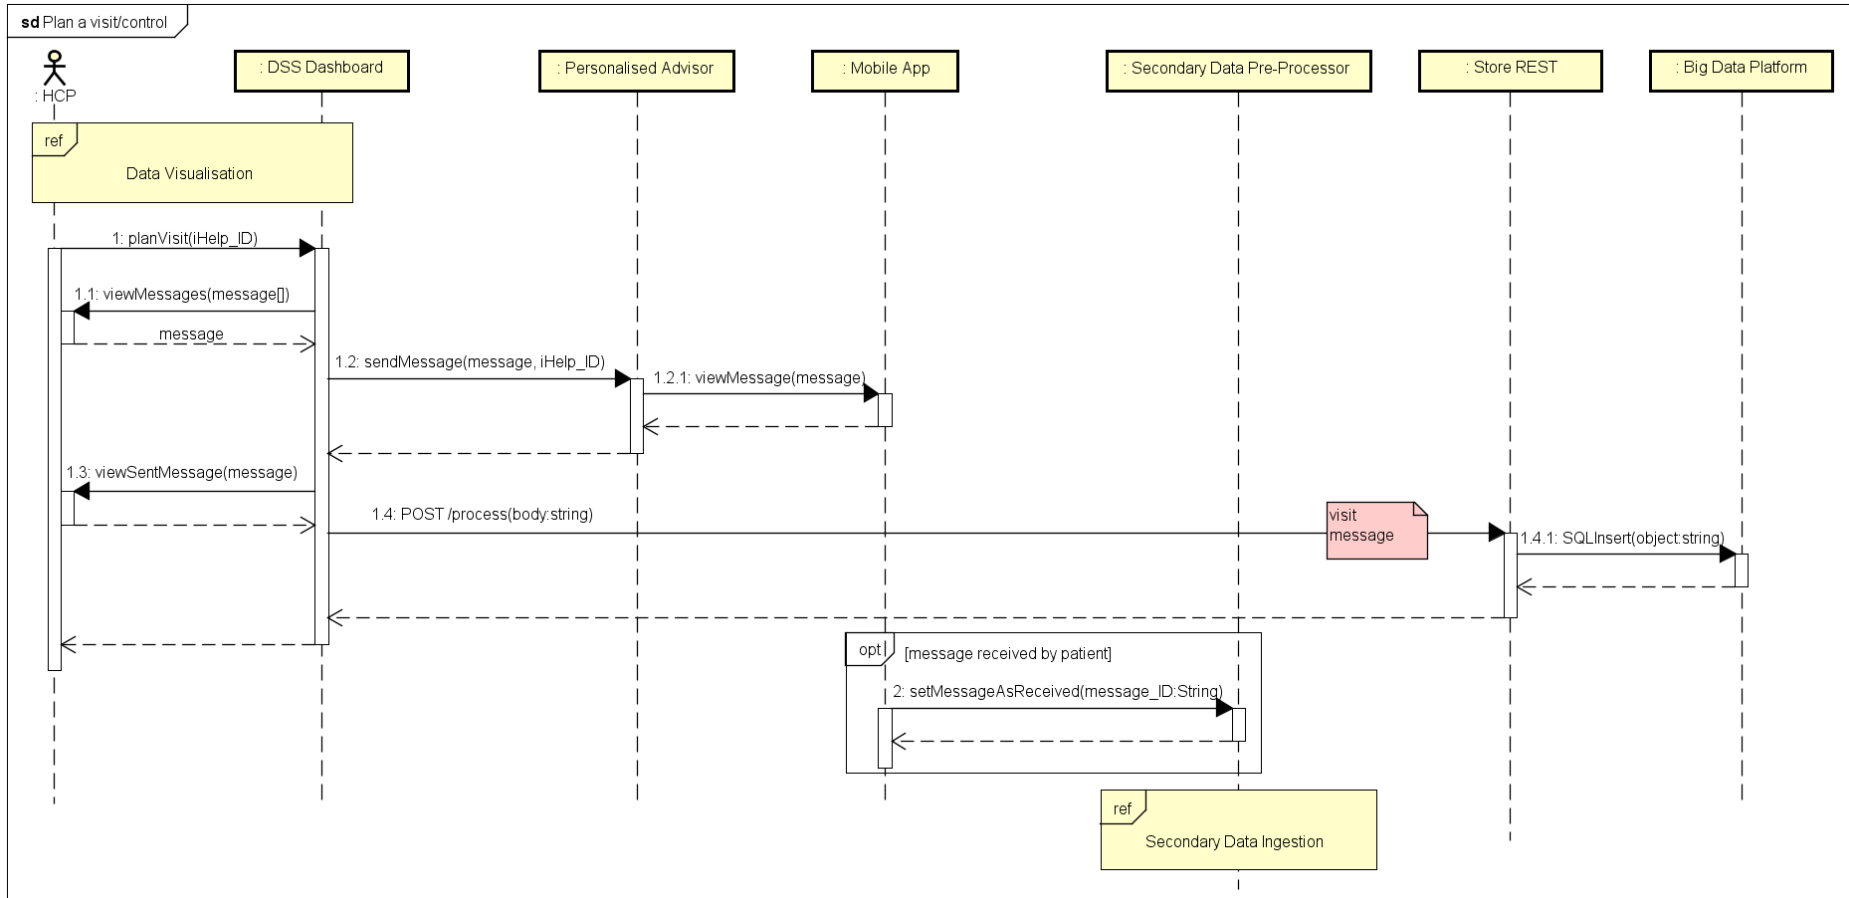 sd Plan a visit/control
: HCP
: DSS Dashboard
: Personalised Advisor
: Mobile App
: Secondary Data Pre-Processor
: Store REST
: Big Data Platform
ref
Data Visualisation
1: planVisit(iHelp_ID)
1.1: viewMessages(message[])
message
1.2: sendMessage(message, iHelp_ID)
1.2.1: viewMessage(message)
1.3: viewSentMessage(message)
1.4: POST /process(body:string)
visit
message
1.4.1: SQLInsert(object:string)
opt
[message received by patient]
2: setMessageAsReceived(message_ID:String)
ref
Secondary Data Ingestion